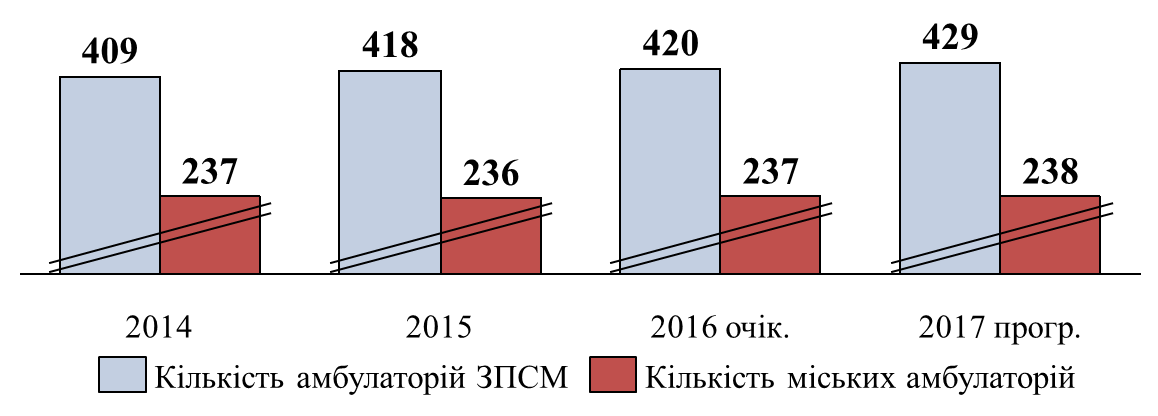 409 418 420 429
237 236 237 238
2014 2015 2016 очік. 2017 прогр.
Кількість амбулаторій ЗПСМ Кількість міських амбулаторій